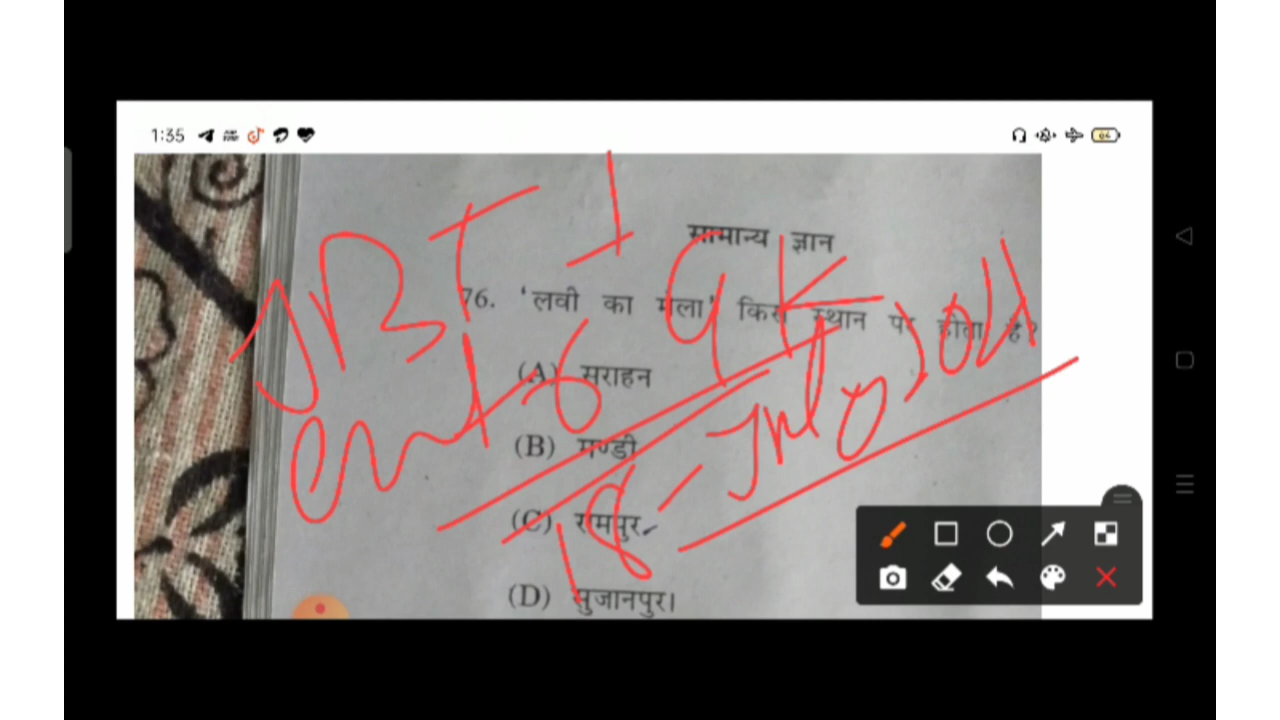 1:35
सामान्य ज्ञान
76. 'लवी का मेला' किस स्थान पर होता है?
(A) सराहन
(B) मण्डी
(C) रामपुर
(D) सुजानपुर।
JBT
GK